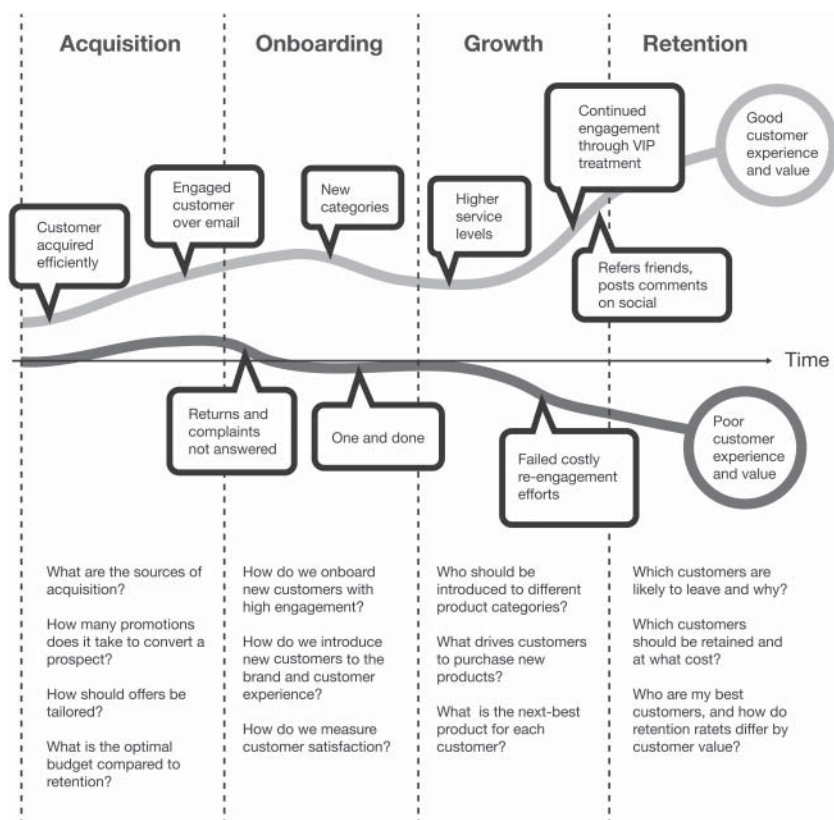 Acquisition
Onboarding
Growth
Retention
Customer
acquired
efficiently
Engaged
customer
over email
New
categories
Higher
service
levels
Continued
engagement
through VIP
treatment
Refers friends,
posts comments
on social
Good
customer
experience
and value
Time
Returns and
complaints
not answered
One and done
Failed costly
re-engagement
efforts
Poor
customer
experience
and value
What are the sources of
acquisition?
How many promotions
does it take to convert a
prospect?
How should offers be
tailored?
What is the optimal
budget compared to
retention?
How do we onboard
new customers with
high engagement?
How do we introduce
new customers to the
brand and customer
experience?
How do we measure
customer satisfaction?
Who should be
introduced to different
product categories?
What drives customers
to purchase new
products?
What is the next-best
product for each
customer?
Which customers are
likely to leave and why?
Which customers
should be retained and
at what cost?
Who are my best
customers, and how do
retention ratets differ by
customer value?